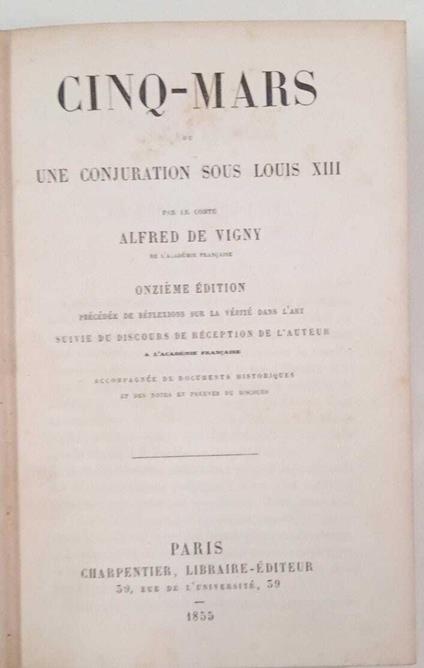 CINQ-MARS
OU
UNE CONJURATION SOUS LOUIS XIII
PAR LE COMTE
ALFRED DE VIGNY
DE L'ACADÉMIE FRANÇAISE
ONZIÈME ÉDITION
PRÉCÉDÉE DE RÉFLEXIONS SUR LA VÉRITÉ DANS L'ART
SUIVIE DU DISCOURS DE RÉCEPTION DE L'AUTEUR
A L'ACADÉMIE FRANÇAISE
ACCOMPAGNÉE DE DOCUMENTS HISTORIQUES
ET DES NOTES ET PREUVES DU DISCOURS
PARIS
CHARPENTIER, LIBRAIRE-ÉDITEUR
39, RUE DE L'UNIVERSITÉ, 39
—
1855